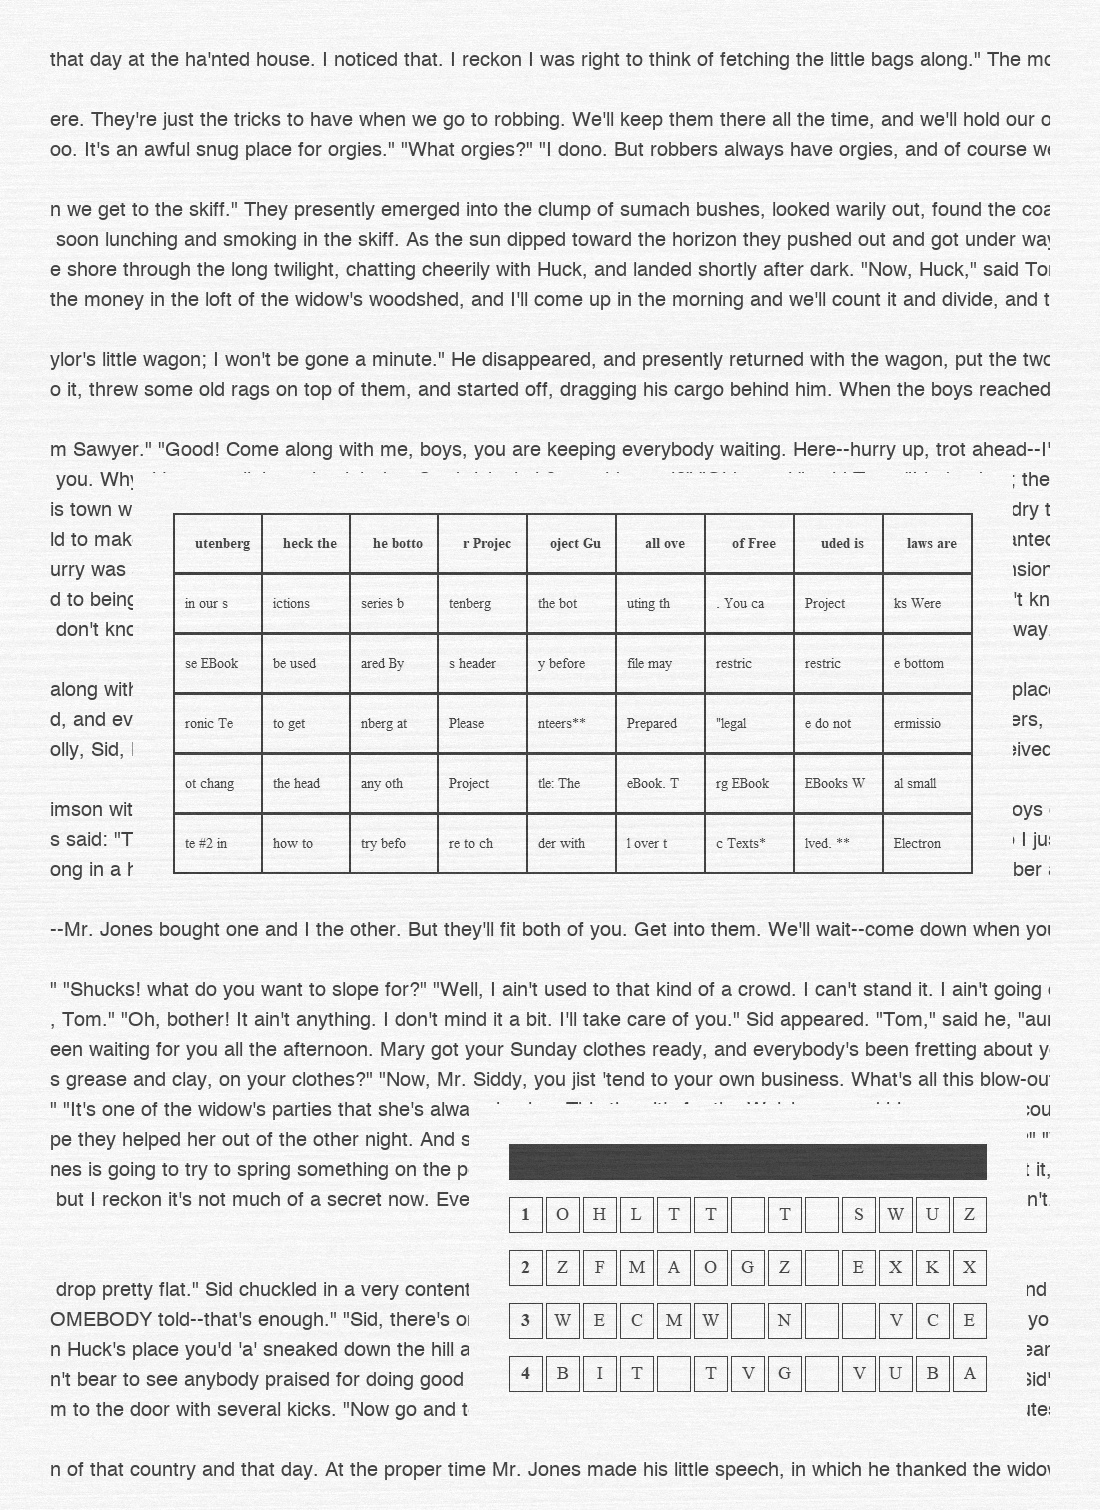 that day at the ha'nted house. I noticed that. I reckon I was right to think of fetching the little bags along." The
ere. They're just the tricks to have when we go to robbing. We'll keep them there all the time, and we'll hold our
oo. It's an awful snug place for orgies." "What orgies?" "I dono. But robbers always have orgies, and of course
n we get to the skiff." They presently emerged into the clump of sumach bushes, looked warily out, found the
soon lunching and smoking in the skiff. As the sun dipped toward the horizon they pushed out and got under way
e shore through the long twilight, chatting cheerily with Huck, and landed shortly after dark. "Now, Huck," said
the money in the loft of the widow's woodshed, and I'll come up in the morning and we'll count it and divide, and t
ylor's little wagon; I won't be gone a minute." He disappeared, and presently returned with the wagon, put the two
o it, threw some old rags on top of them, and started off, dragging his cargo behind him. When the boys reached
m Sawyer." "Good! Come along with me, boys, you are keeping everybody waiting. Here--hurry up, trot ahead--I'
you. Why ; the
is town w dry t
ld to mak anted
urry was nsion
d to being 't kn
don't kno way
along with place
d, and ev ers,
olly, Sid, eived
imson wit oys
s said: "T I jus
ong in a h ber
utenberg heck the he botto r Projec oject Gu all ove of Free uded is laws are
in our s ictions series b tenberg the bot uting th . You ca Project ks Were
se EBook be used ared By s header y before file may restric restric e bottom
ronic Te to get nberg at Please nteers** Prepared "legal e do not ermissio
ot chang the head any oth Project tle: The eBook. T rg EBook EBooks W al small
te #2 in how to try befo re to ch der with l over t c Texts* lved. ** Electron
--Mr. Jones bought one and I the other. But they'll fit both of you. Get into them. We'll wait--come down when you
" "Shucks! what do you want to slope for?" "Well, I ain't used to that kind of a crowd. I can't stand it. I ain't going
, Tom." "Oh, bother! It ain't anything. I don't mind it a bit. I'll take care of you." Sid appeared. "Tom," said he, "aun
een waiting for you all the afternoon. Mary got your Sunday clothes ready, and everybody's been fretting about
s grease and clay, on your clothes?" "Now, Mr. Siddy, you jist 'tend to your own business. What's all this blow-out
" "It's one of the widow's parties that she's alwa cou
pe they helped her out of the other night. And s " "
nes is going to try to spring something on the p t it,
but I reckon it's not much of a secret now. Eve n't
drop pretty flat." Sid chuckled in a very content nd
OMEBODY told--that's enough." "Sid, there's o yo
n Huck's place you'd 'a' sneaked down the hill a ear
n't bear to see anybody praised for doing good Sid'
m to the door with several kicks. "Now go and t utes
1 O H L T T T S W U Z
2 Z F M A O G Z E X K X
3 W E C M W N V C E
4 B I T T V G V U B A
n of that country and that day. At the proper time Mr. Jones made his little speech, in which he thanked the widow